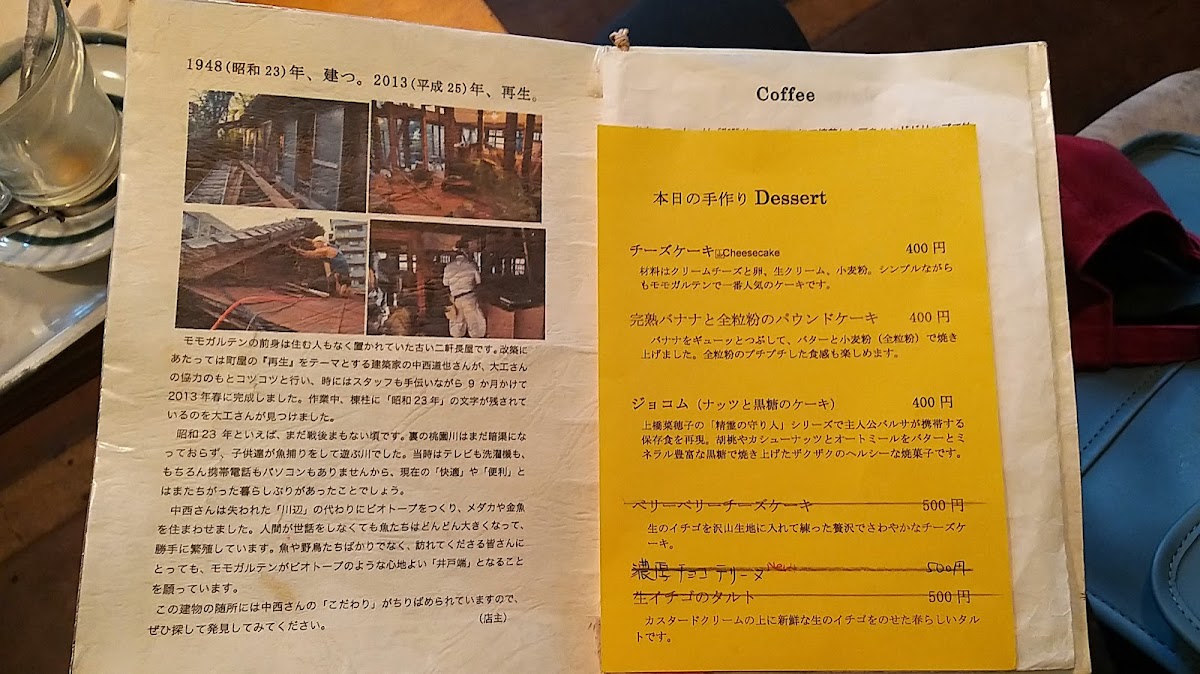 1948(昭和23)年、建つ。2013(平成25)年、再生。
モモガルテンの前身は住む人もなく置かれていた古い二軒長屋です。改築に
あたっては町屋の『再生』をテーマとする建築家の中西道也さんが、大工さん
の協力のもとコツコツと行い、時にはスタッフも手伝いながら9か月かけて
2013年春に完成しました。作業中、棟柱に「昭和23年」の文字が残されて
いるのを大工さんが見つけました。
昭和23年といえば、まだ戦後まもない頃です。裏の桃園川はまだ暗渠にな
っておらず、子供達が魚捕りをして遊ぶ川でした。当時はテレビも洗濯機も、
もちろん携帯電話もパソコンもありませんから、現在の「快適」や「便利」と
はまたちがった暮らしぶりがあったことでしょう。
中西さんは失われた「川辺」の代わりにビオトープをつくり、メダカや金魚
を住まわせました。人間が世話をしなくても魚たちはどんどん大きくなって、
勝手に繁殖しています。魚や野鳥たちばかりでなく、訪れてくださる皆さんに
とっても、モモガルテンがビオトープのような心地よい「井戸端」となること
を願っています。
この建物の随所には中西さんの「こだわり」がちりばめられていますので、
ぜひ探して発見してみてください。 (店主)
Coffee
本日の手作り Dessert
チーズケーキ Cheesecake 400円
材料はクリームチーズと卵、生クリーム、小麦粉。シンプルながら
もモモガルテンで一番人気のケーキです。
完熟バナナと全粒粉のパウンドケーキ 400円
バナナをギューッとつぶして、バターと小麦粉（全粒粉）で焼き
上げました。全粒粉のプチプチした食感も楽しめます。
ジョコム（ナッツと黒糖のケーキ） 400円
上橋菜穂子の「精霊の守り人」シリーズで主人公バルサが携帯する
保存食を再現。胡桃やカシューナッツとオートミールをバターとミ
ネラル豊富な黒糖で焼き上げたザクザクのヘルシーな焼菓子です。
ベリーベリーチーズケーキ 500円
生のイチゴを沢山生地に入れて練った贅沢でさわやかなチーズケ
ーキ。
濃厚チョコテリーヌ New! 500円
生イチゴのタルト 500円
カスタードクリームの上に新鮮な生のイチゴをのせた春らしいタル
トです。